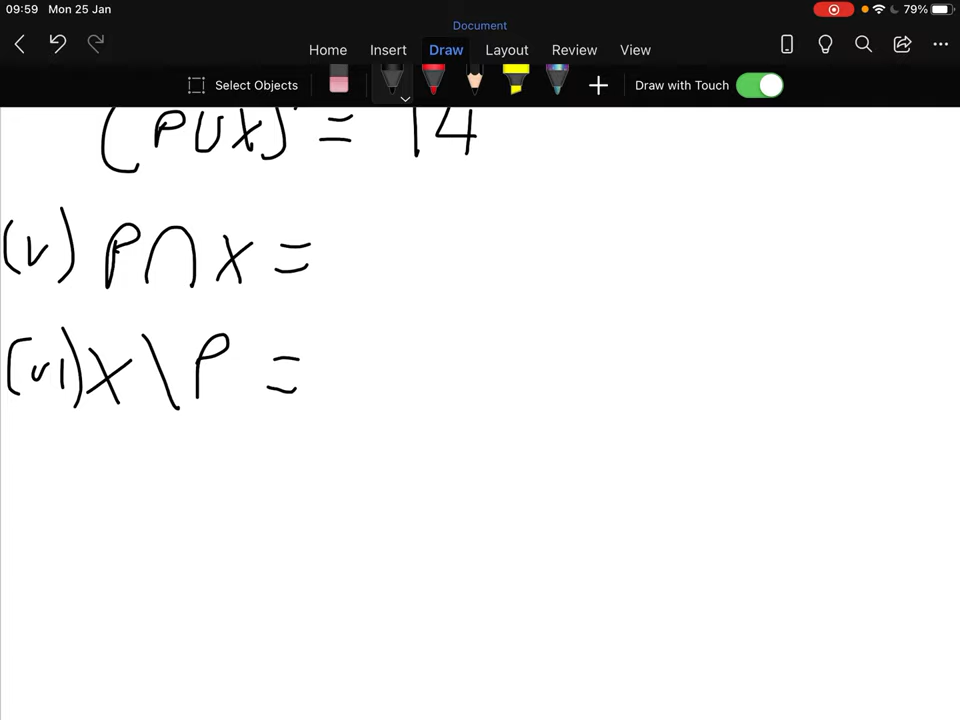 09:59 Mon 25 Jan 79%
Document
Home Insert Draw Layout Review View
Select Objects Draw with Touch
(P∪X)' = 14
(v) P∩X =
(vi) X \ P =